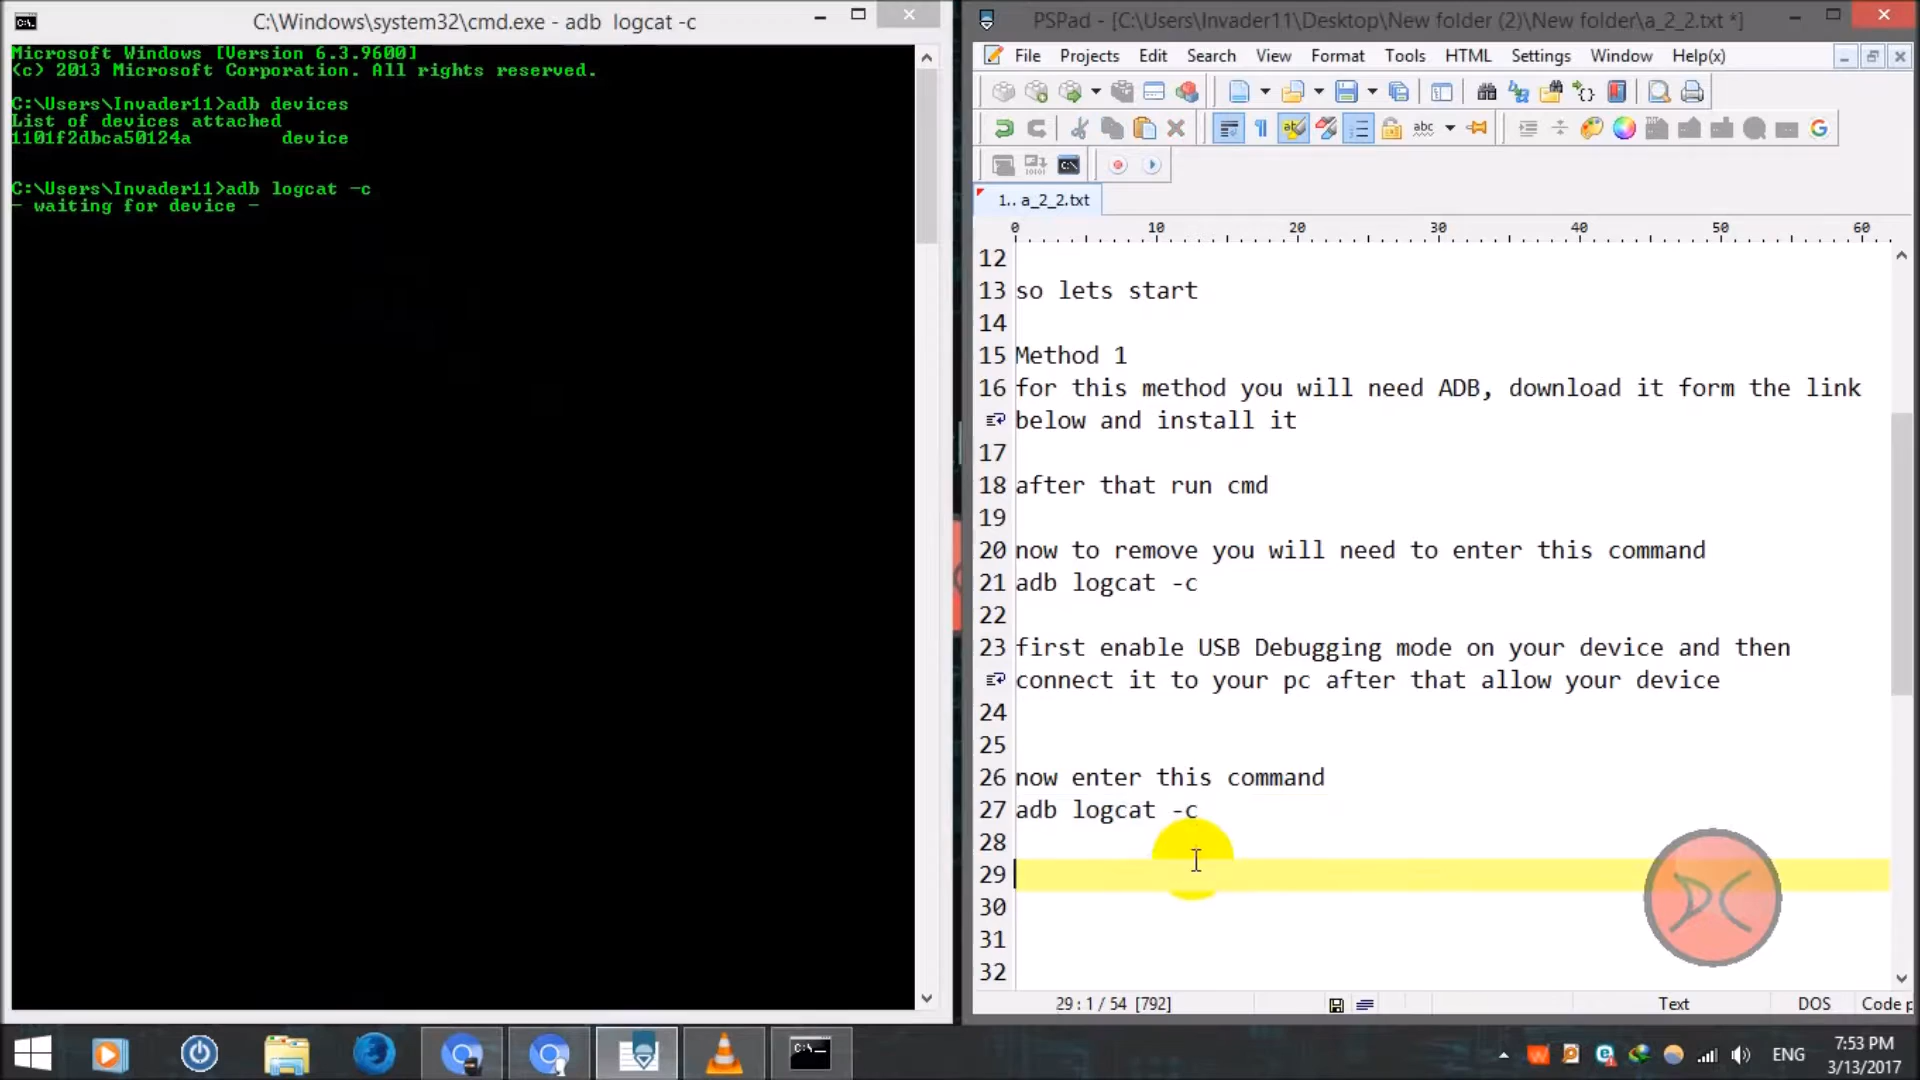 C:\Windows\system32\cmd.exe - adb  logcat -c
Microsoft Windows [Version 6.3.9600]
(c) 2013 Microsoft Corporation. All rights reserved.
C:\Users\Invader11>adb devices
List of devices attached
1101f2dbca50124a        device
C:\Users\Invader11>adb logcat -c
- waiting for device -
PSPad - [C:\Users\Invader11\Desktop\New folder (2)\New folder\a_2_2.txt *]
File Projects Edit Search View Format Tools HTML Settings Window Help(x)
1.. a_2_2.txt
0 10 20 30 40 50 60
12
13 so lets start
14
15 Method 1
16 for this method you will need ADB, download it form the link
below and install it
17
18 after that run cmd
19
20 now to remove you will need to enter this command
21 adb logcat -c
22
23 first enable USB Debugging mode on your device and then
connect it to your pc after that allow your device
24
25
26 now enter this command
27 adb logcat -c
28
29
30
31
32
DC
29 : 1 / 54 [792] Text DOS Code p
ENG
7:53 PM
3/13/2017